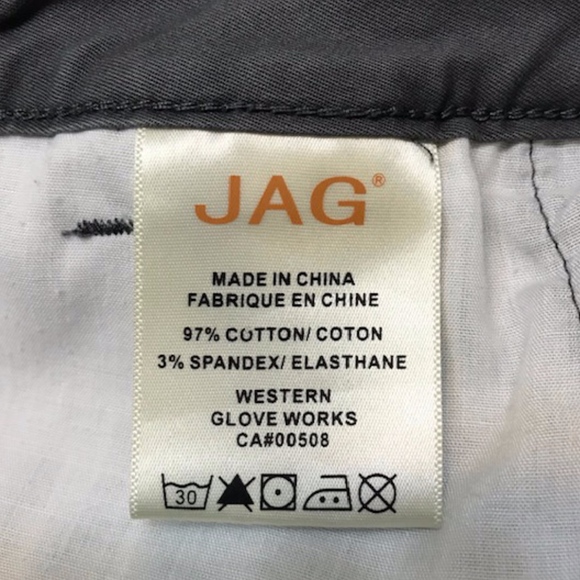 JAG®
MADE IN CHINA
FABRIQUE EN CHINE
97% COTTON/ COTON
3% SPANDEX/ ELASTHANE
WESTERN
GLOVE WORKS
CA#00508
30